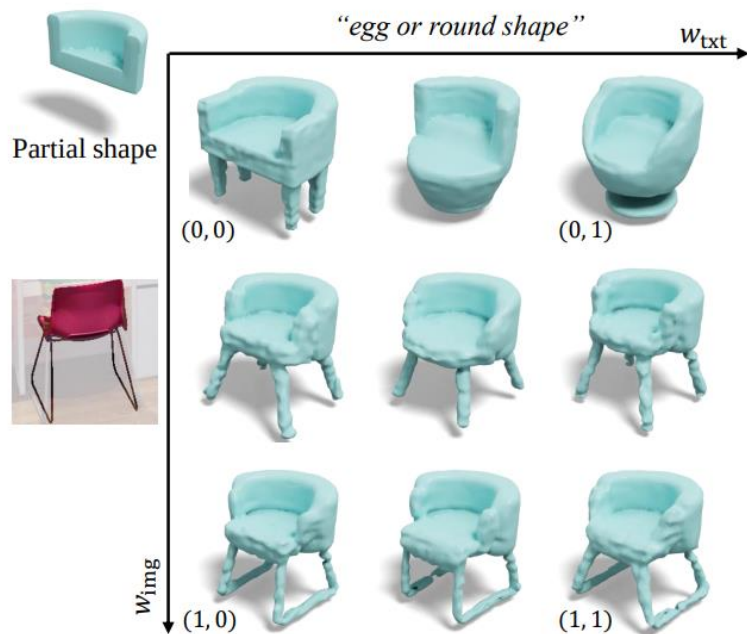 “egg or round shape”
w_txt
Partial shape
(0, 0)
(0, 1)
w_img
(1, 0)
(1, 1)